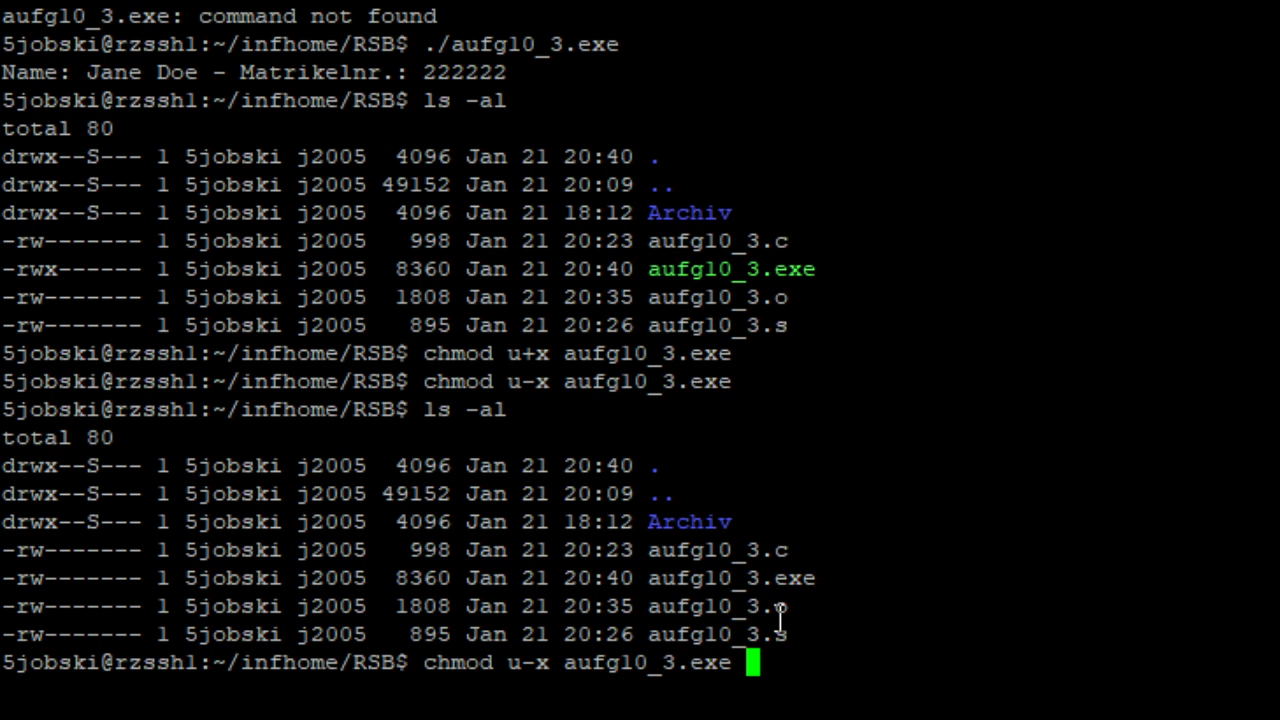 aufg10_3.exe: command not found
5jobski@rzssh1:~/infhome/RSB$ ./aufg10_3.exe
Name: Jane Doe - Matrikelnr.: 222222
5jobski@rzssh1:~/infhome/RSB$ ls -al
total 80
drwx--S--- 1 5jobski j2005  4096 Jan 21 20:40 .
drwx--S--- 1 5jobski j2005 49152 Jan 21 20:09 ..
drwx--S--- 1 5jobski j2005  4096 Jan 21 18:12 Archiv
-rw------- 1 5jobski j2005   998 Jan 21 20:23 aufg10_3.c
-rwx------ 1 5jobski j2005  8360 Jan 21 20:40 aufg10_3.exe
-rw------- 1 5jobski j2005  1808 Jan 21 20:35 aufg10_3.o
-rw------- 1 5jobski j2005   895 Jan 21 20:26 aufg10_3.s
5jobski@rzssh1:~/infhome/RSB$ chmod u+x aufg10_3.exe
5jobski@rzssh1:~/infhome/RSB$ chmod u-x aufg10_3.exe
5jobski@rzssh1:~/infhome/RSB$ ls -al
total 80
drwx--S--- 1 5jobski j2005  4096 Jan 21 20:40 .
drwx--S--- 1 5jobski j2005 49152 Jan 21 20:09 ..
drwx--S--- 1 5jobski j2005  4096 Jan 21 18:12 Archiv
-rw------- 1 5jobski j2005   998 Jan 21 20:23 aufg10_3.c
-rw------- 1 5jobski j2005  8360 Jan 21 20:40 aufg10_3.exe
-rw------- 1 5jobski j2005  1808 Jan 21 20:35 aufg10_3.o
-rw------- 1 5jobski j2005   895 Jan 21 20:26 aufg10_3.s
5jobski@rzssh1:~/infhome/RSB$ chmod u-x aufg10_3.exe